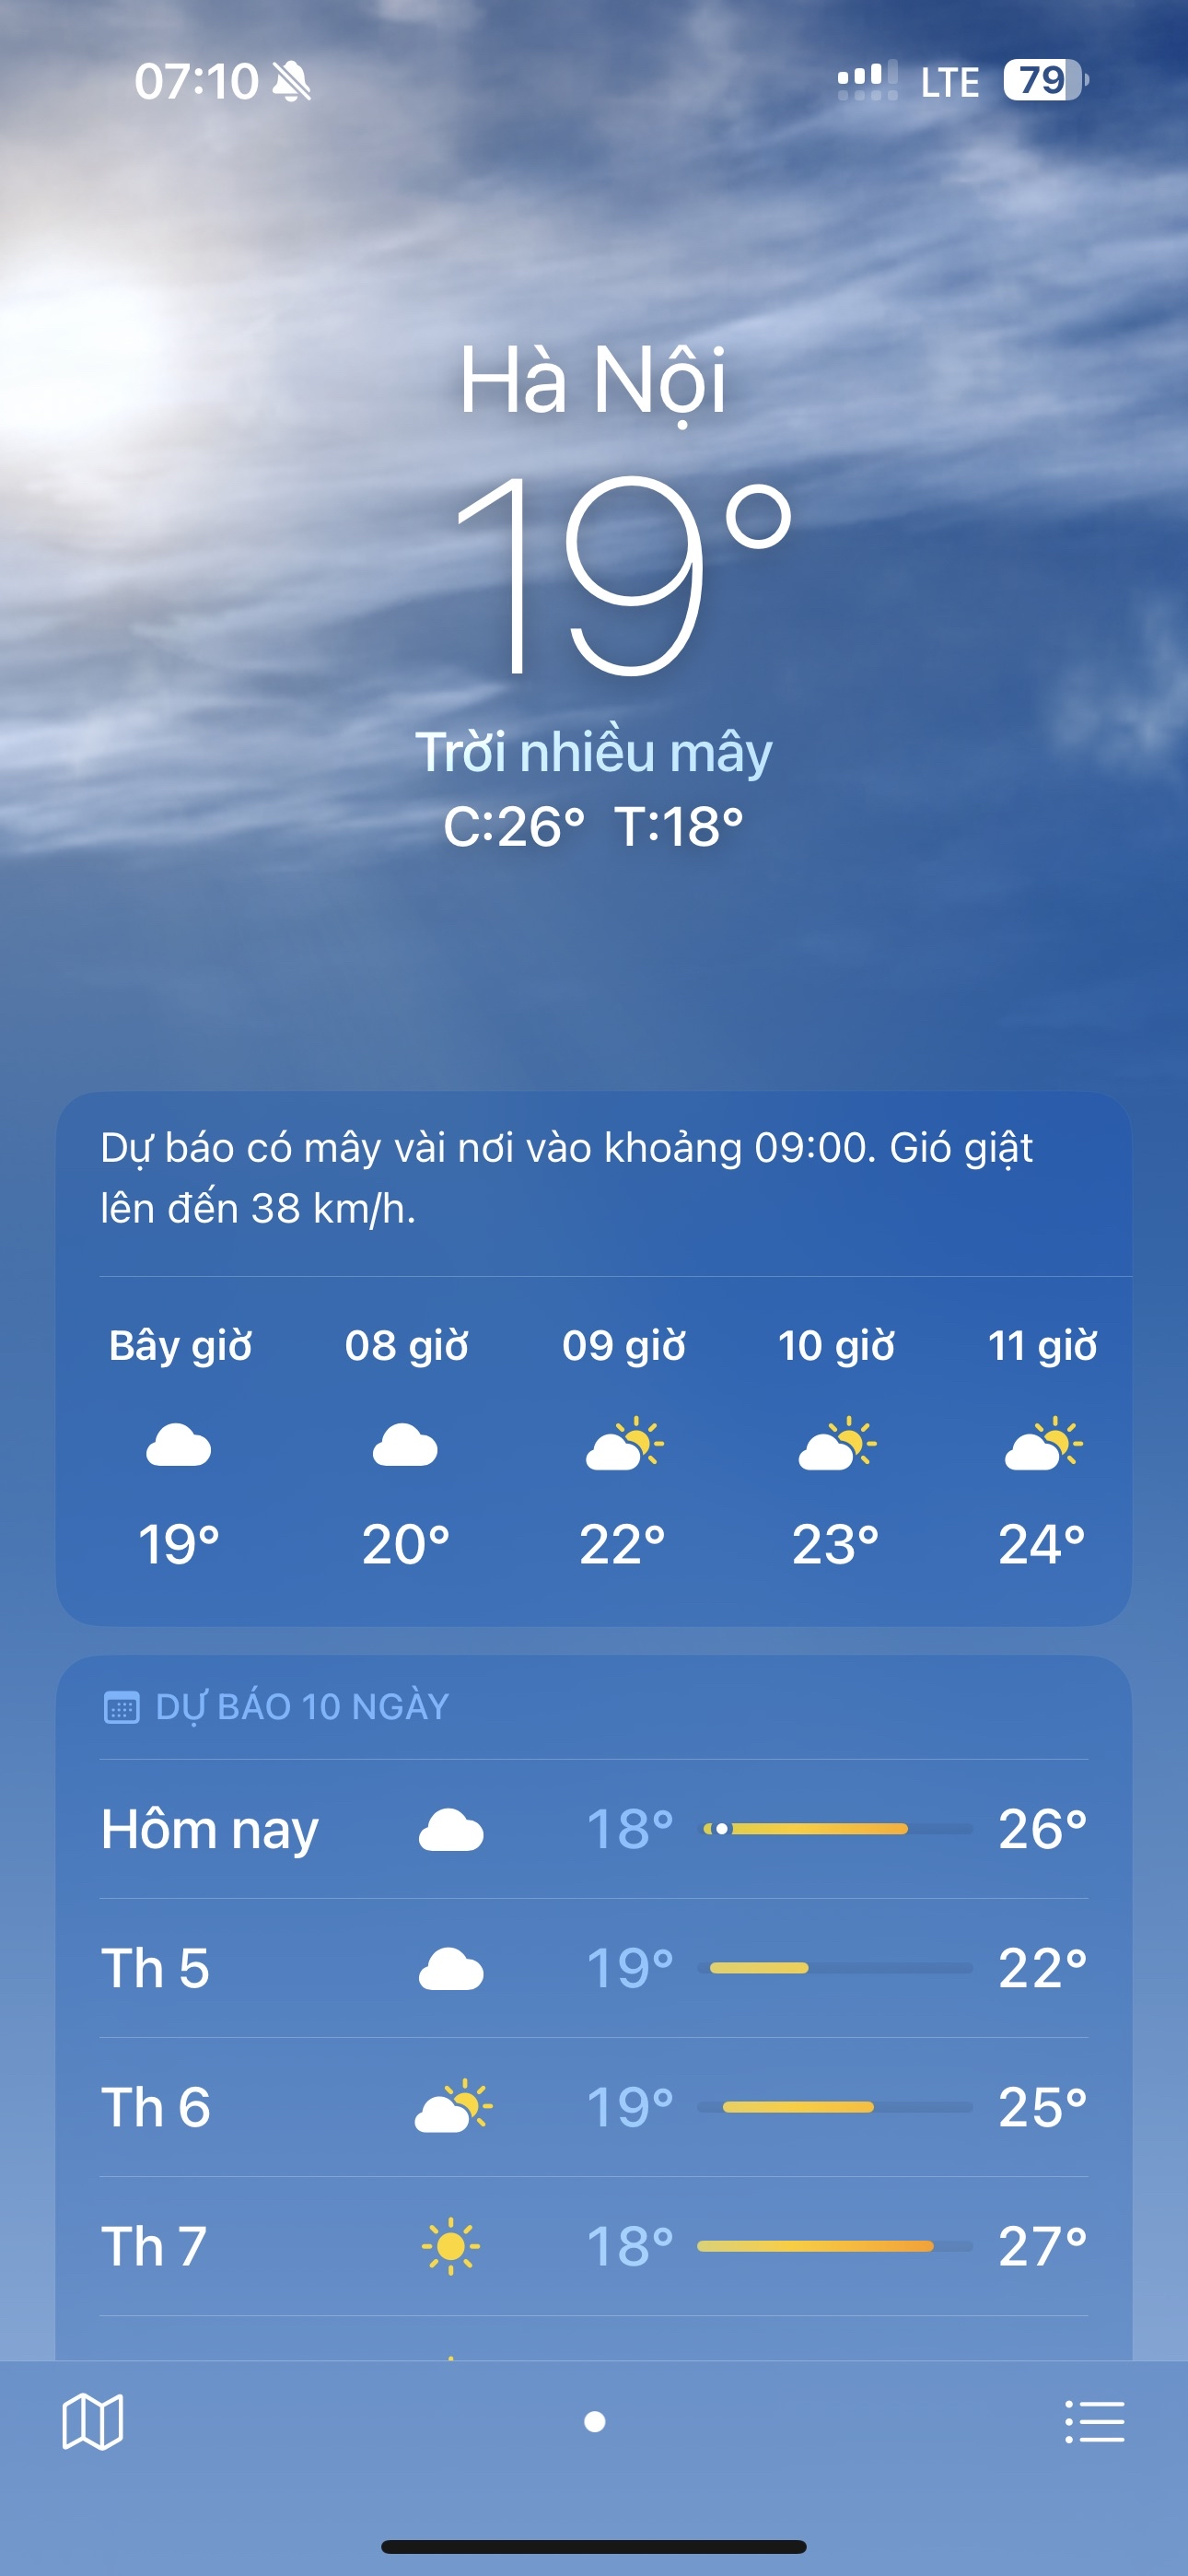 07:10 LTE 79
Hà Nội
19°
Trời nhiều mây
C:26° T:18°
Dự báo có mây vài nơi vào khoảng 09:00. Gió giật
lên đến 38 km/h.
Bây giờ 08 giờ 09 giờ 10 giờ 11 giờ
19° 20° 22° 23° 24°
DỰ BÁO 10 NGÀY
Hôm nay 18° 26°
Th 5 19° 22°
Th 6 19° 25°
Th 7 18° 27°